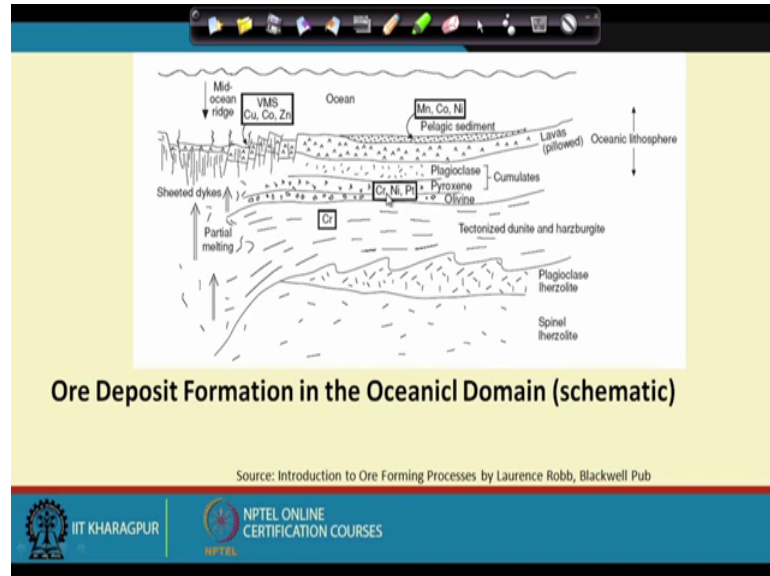 Mid-
ocean
ridge
VMS
Cu, Co, Zn
Ocean
Mn, Co, Ni
Pelagic sediment
Lavas
(pillowed)
Oceanic lithosphere
Plagioclase
Cumulates
Cr, Ni, Pt
Pyroxene
Olivine
Sheeted dykes
Cr
Partial
melting
Tectonized dunite and harzburgite
Plagioclase
lherzolite
Spinel
lherzolite
Ore Deposit Formation in the Oceanicl Domain (schematic)
Source: Introduction to Ore Forming Processes by Laurence Robb, Blackwell Pub
IIT KHARAGPUR
NPTEL
NPTEL ONLINE
CERTIFICATION COURSES